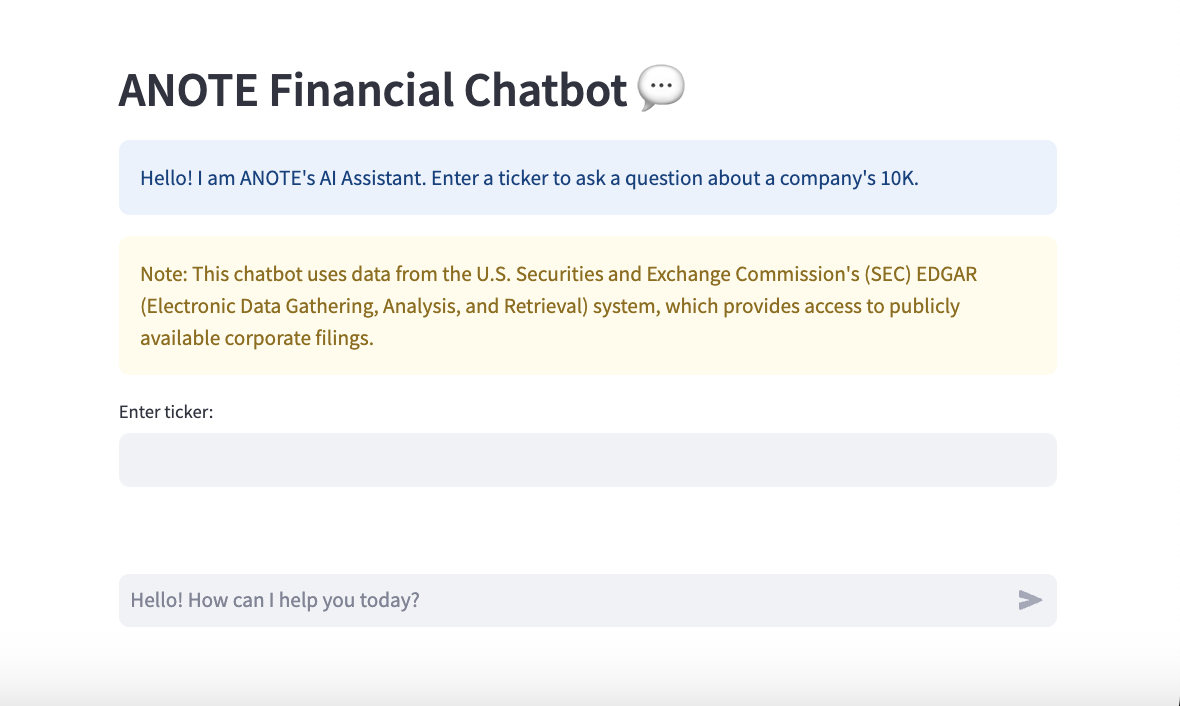 ANOTE Financial Chatbot 💬
Hello! I am ANOTE's AI Assistant. Enter a ticker to ask a question about a company's 10K.
Note: This chatbot uses data from the U.S. Securities and Exchange Commission's (SEC) EDGAR
(Electronic Data Gathering, Analysis, and Retrieval) system, which provides access to publicly
available corporate filings.
Enter ticker:
Hello! How can I help you today?